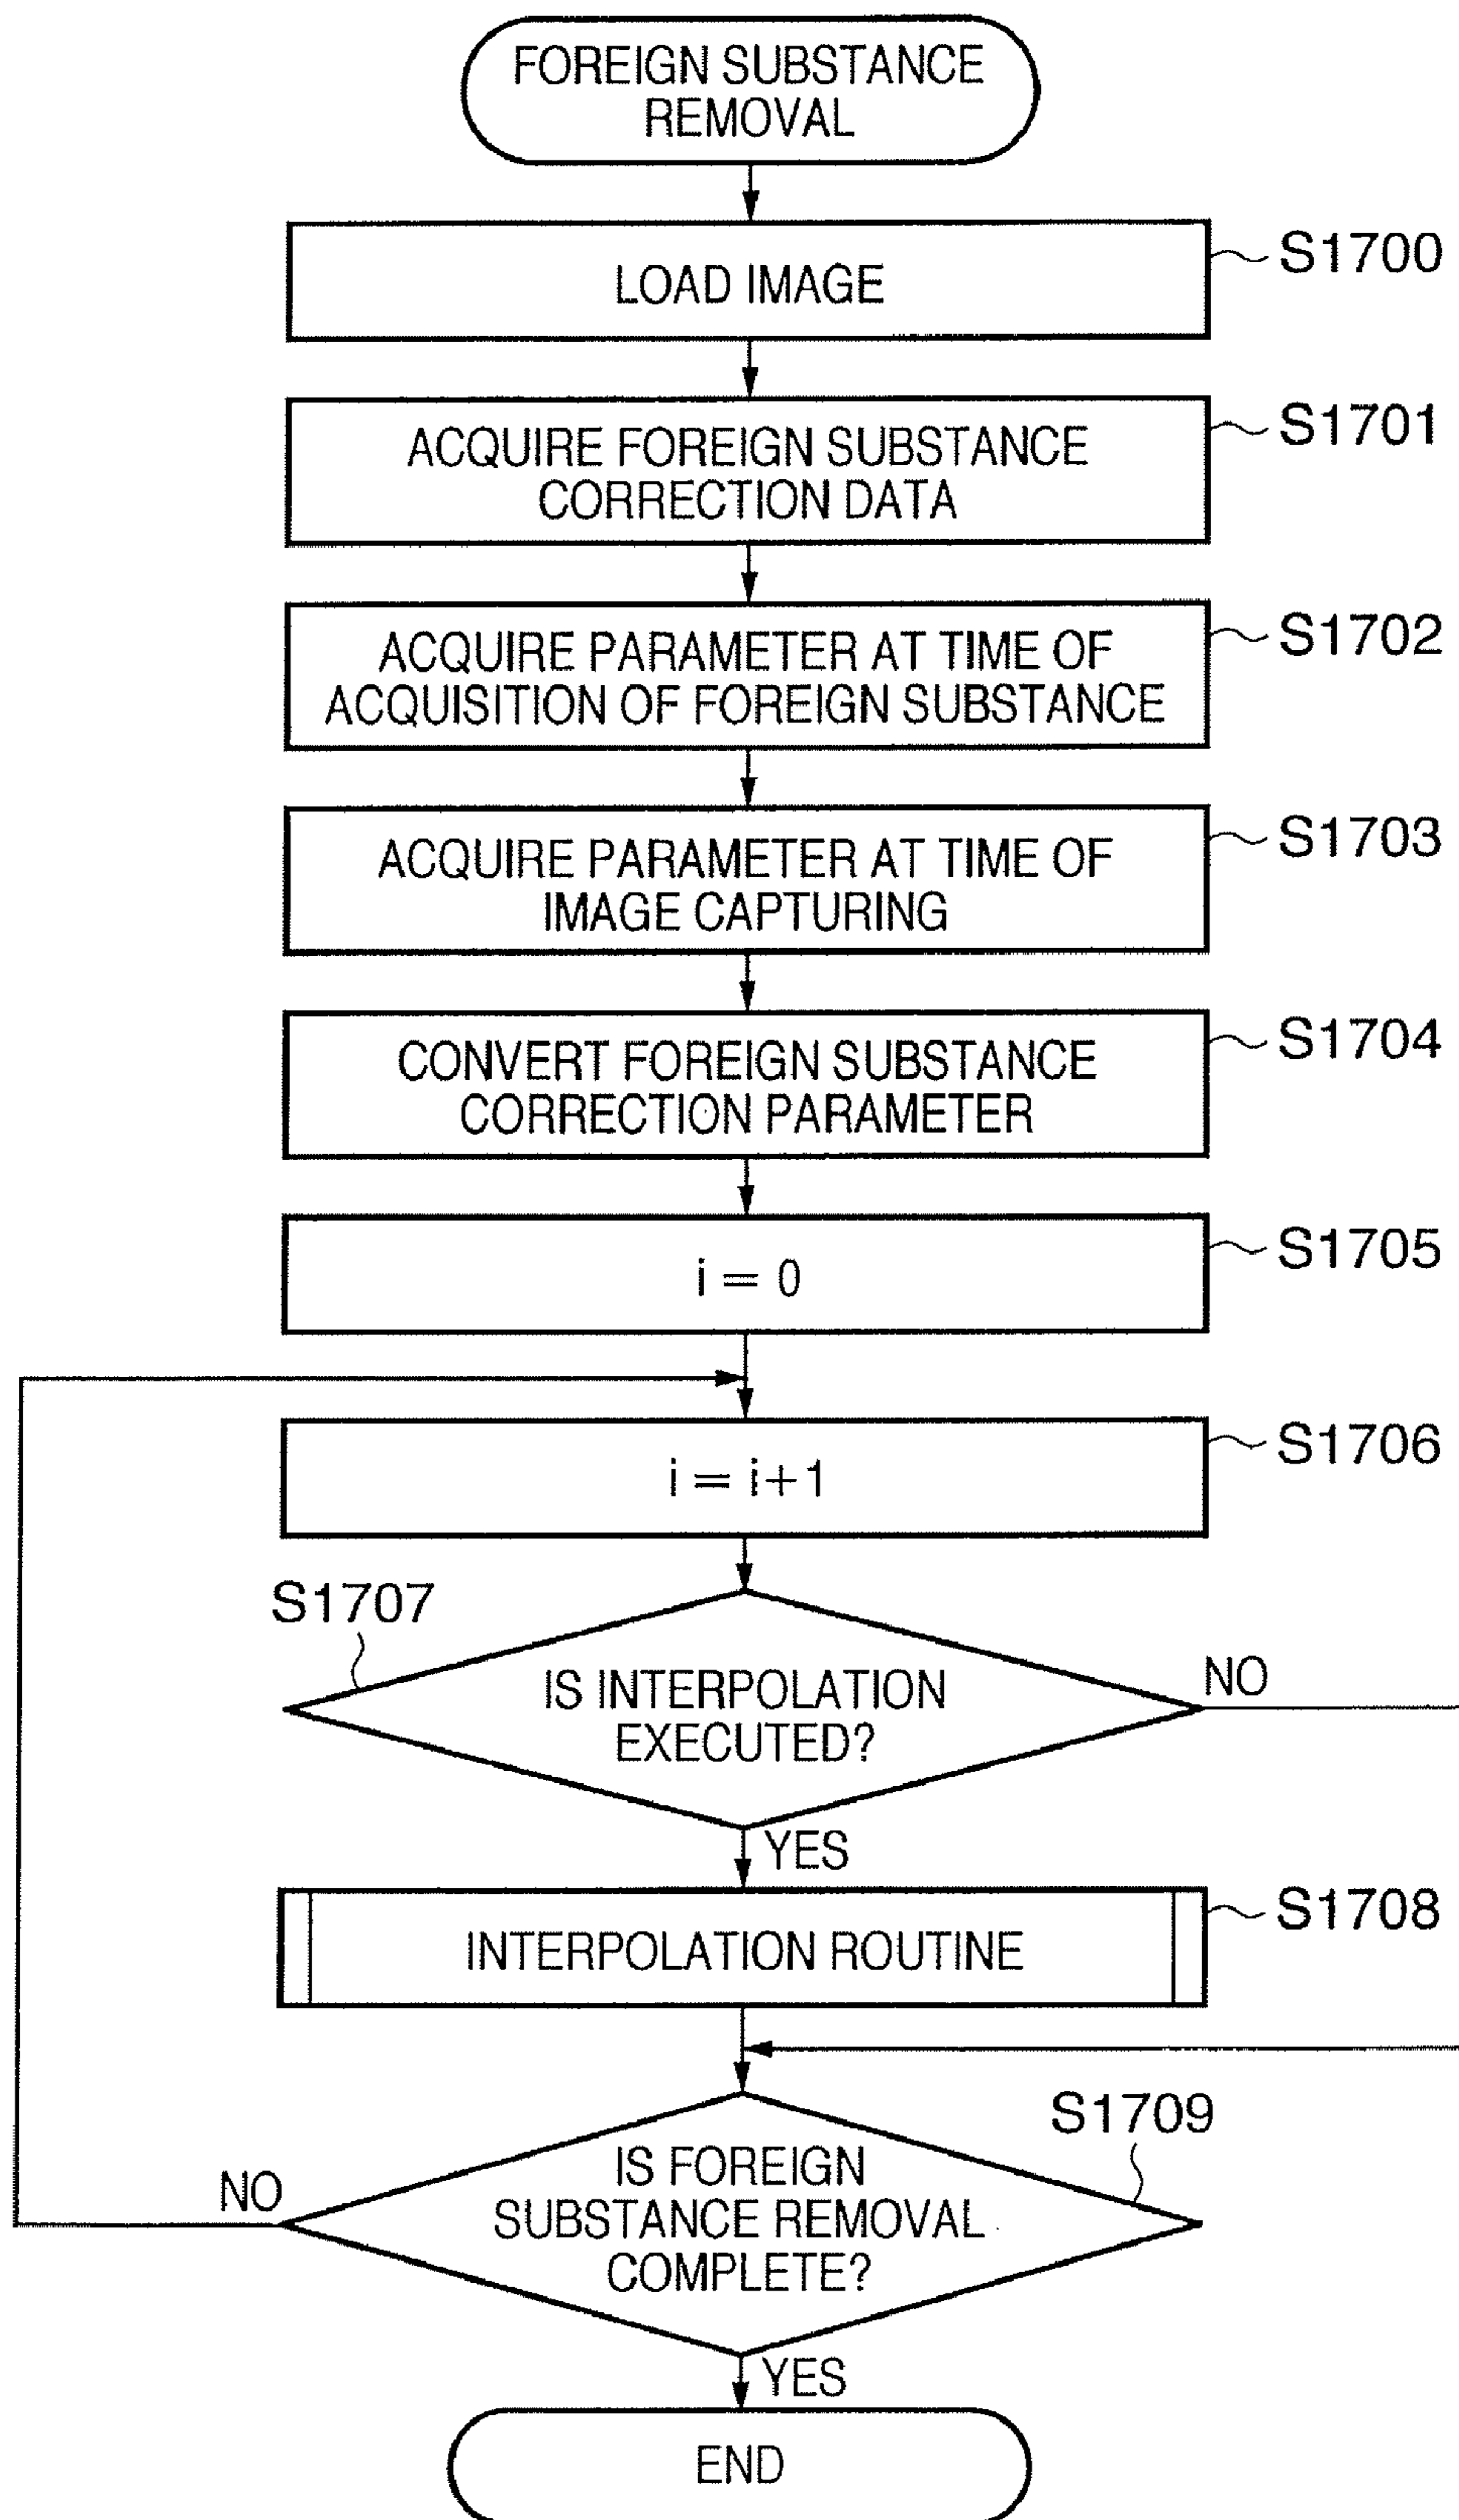 FOREIGN SUBSTANCE
REMOVAL
LOAD IMAGE
S1700
ACQUIRE FOREIGN SUBSTANCE
CORRECTION DATA
S1701
ACQUIRE PARAMETER AT TIME OF
ACQUISITION OF FOREIGN SUBSTANCE
S1702
ACQUIRE PARAMETER AT TIME OF
IMAGE CAPTURING
S1703
CONVERT FOREIGN SUBSTANCE
CORRECTION PARAMETER
S1704
i = 0
S1705
i = i+1
S1706
S1707
IS INTERPOLATION
EXECUTED?
NO
YES
INTERPOLATION ROUTINE
S1708
S1709
IS FOREIGN
SUBSTANCE REMOVAL
COMPLETE?
NO
YES
END